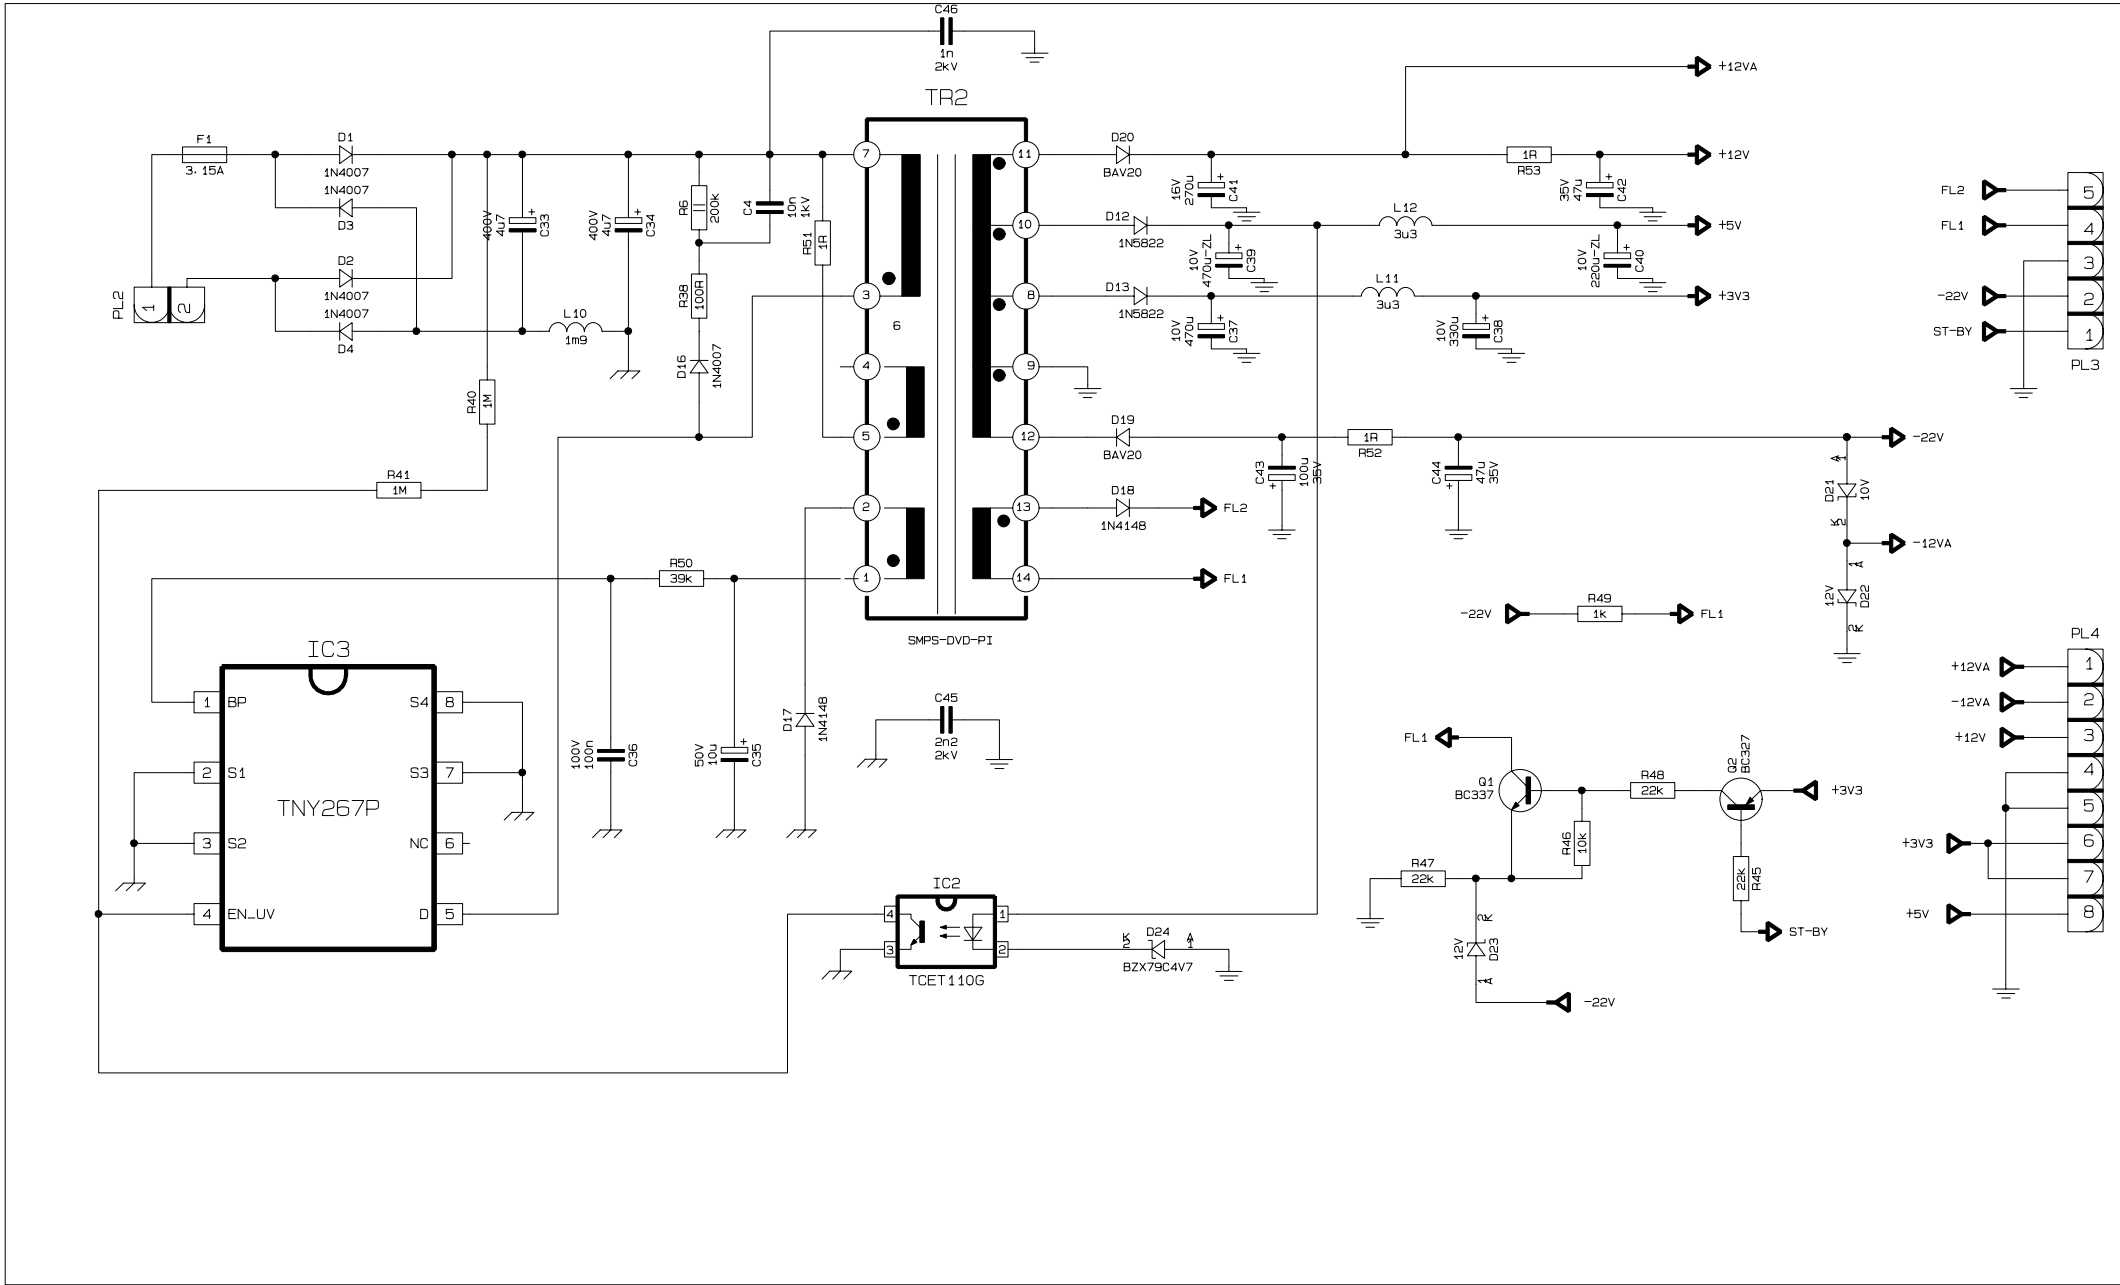 C46
1n
2kV
+12VA
TR2
F1
3.15A
D1
1N4007
1N4007
D3
D2
1N4007
1N4007
D4
PL2
1
2
400V
4u7
C33
400V
4u7
C34
L10
1m9
R6
200k
C4
10n
1kV
R51
1R
R38
100R
D16
1N4007
R40
1M
R41
1M
7
3
6
4
5
2
1
11
10
8
9
12
13
14
SMPS-DVD-PI
D20
BAV20
16V
270u
C41
1R
R53
35V
47u
C42
+12V
D12
1N5822
10V
470u-ZL
C39
L12
3u3
10V
220u-ZL
C40
+5V
D13
1N5822
10V
470u
C37
L11
3u3
10V
330u
C38
+3V3
D19
BAV20
C43
100u
35V
1R
R52
C44
47u
35V
-22V
D18
1N4148
FL2
FL1
A
1
D21
10V
K
2
-12VA
1
A
12V
D22
2
K
-22V
R49
1k
FL1
R50
39k
IC3
1
BP
2
S1
3
S2
4
EN_UV
S4
8
S3
7
NC
6
D
5
TNY267P
100V
100n
C36
50V
10u
C35
D17
1N4148
C45
2n2
2kV
IC2
4
3
1
2
TCET110G
K
2
D24
A
1
BZX79C4V7
FL1
Q1
BC337
R48
22k
Q2
BC327
+3V3
R46
10k
R47
22k
22k
R45
ST-BY
2
K
12V
D23
1
A
-22V
FL2
5
FL1
4
3
-22V
2
ST-BY
1
PL3
PL4
+12VA
1
-12VA
2
+12V
3
4
5
+3V3
6
7
+5V
8